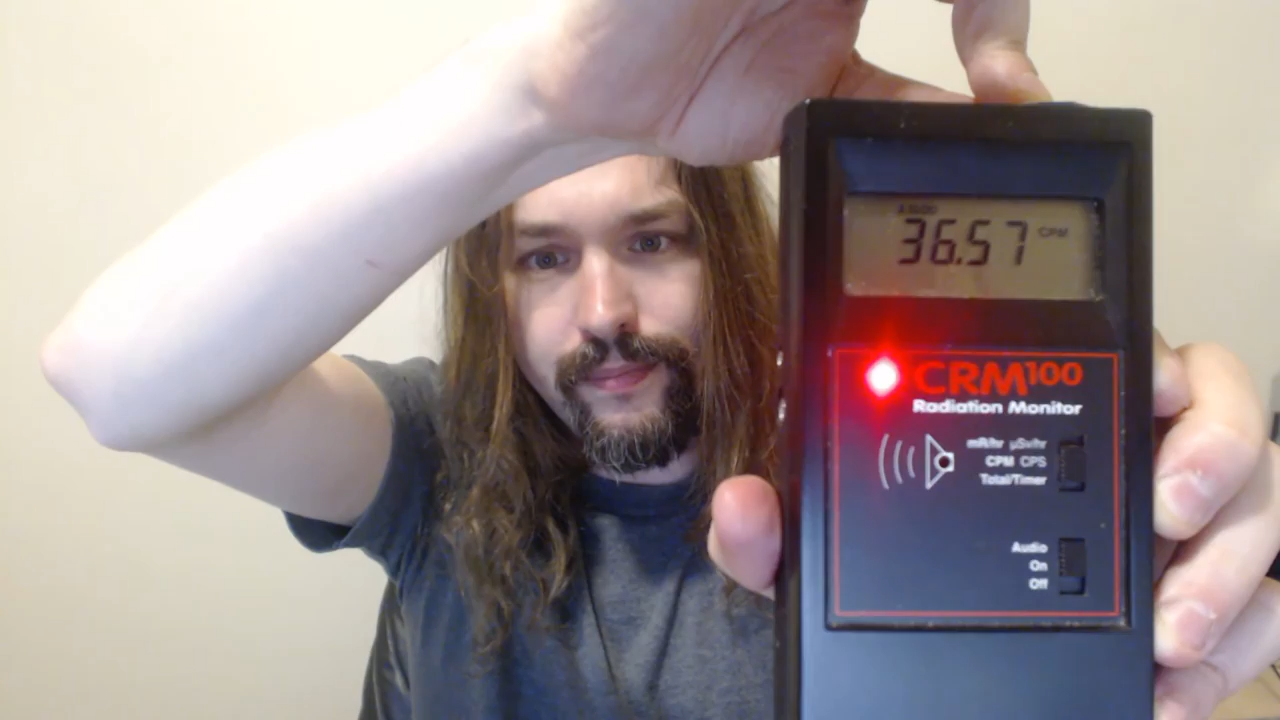 36.57 CPM
CRM100
Radiation Monitor
mR/hr µSv/hr
CPM CPS
Total/Timer
Audio
On
Off